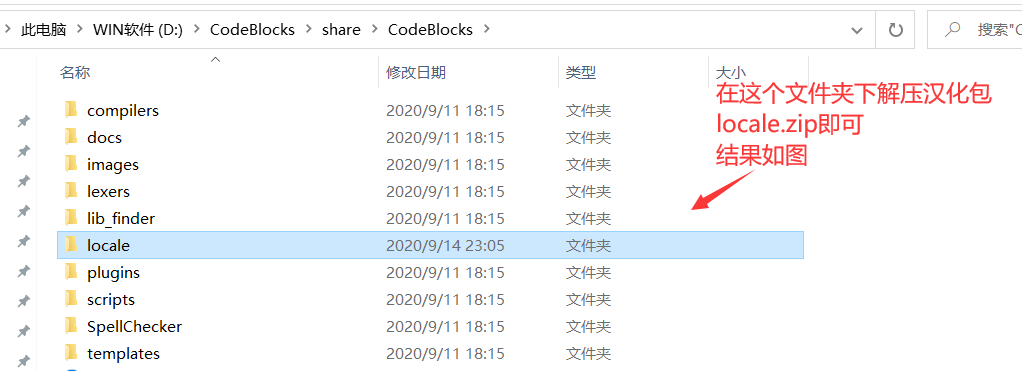 此电脑 > WIN软件 (D:) > CodeBlocks > share > CodeBlocks >
搜索"C
名称 修改日期 类型 大小
compilers 2020/9/11 18:15 文件夹
docs 2020/9/11 18:15 文件夹
images 2020/9/11 18:15 文件夹
lexers 2020/9/11 18:15 文件夹
lib_finder 2020/9/11 18:15 文件夹
locale 2020/9/14 23:05 文件夹
plugins 2020/9/11 18:15 文件夹
scripts 2020/9/11 18:15 文件夹
SpellChecker 2020/9/11 18:15 文件夹
templates 2020/9/11 18:15 文件夹
在这个文件夹下解压汉化包
locale.zip即可
结果如图